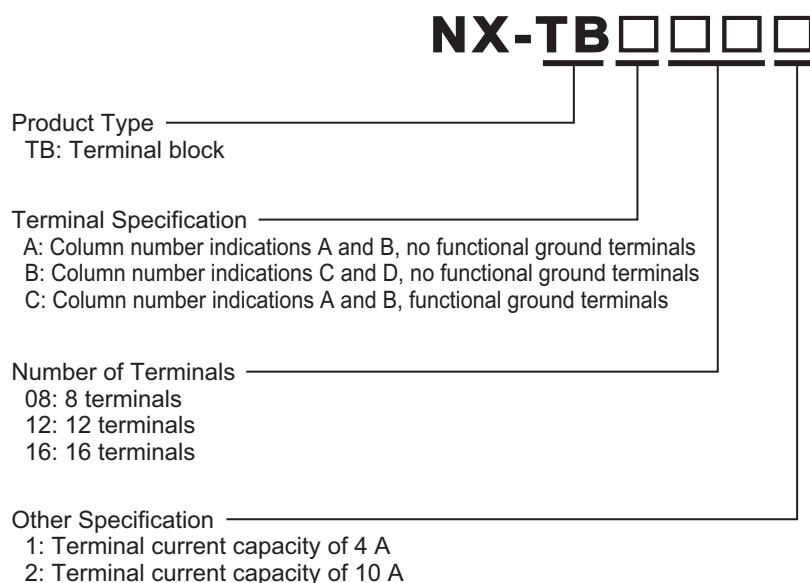 NX-TB□□□□
Product Type
TB: Terminal block
Terminal Specification
A: Column number indications A and B, no functional ground terminals
B: Column number indications C and D, no functional ground terminals
C: Column number indications A and B, functional ground terminals
Number of Terminals
08: 8 terminals
12: 12 terminals
16: 16 terminals
Other Specification
1: Terminal current capacity of 4 A
2: Terminal current capacity of 10 A